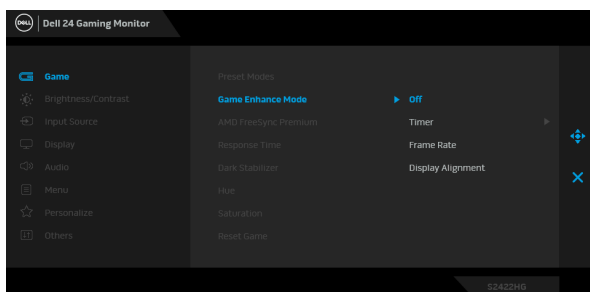 DELL Dell 24 Gaming Monitor
Game
Brightness/Contrast
Input Source
Display
Audio
Menu
Personalize
Others
Preset Modes
Game Enhance Mode
AMD FreeSync Premium
Response Time
Dark Stabilizer
Hue
Saturation
Reset Game
Off
Timer
Frame Rate
Display Alignment
S2422HG